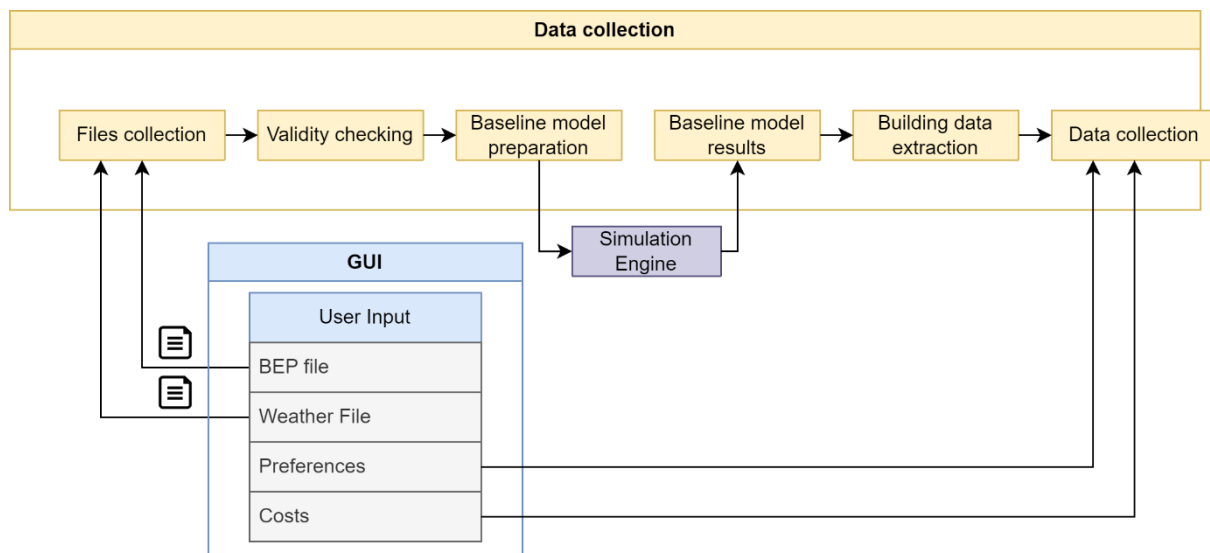 Data collection
Files collection
Validity checking
Baseline model
preparation
Baseline model
results
Building data
extraction
Data collection
Simulation
Engine
GUI
User Input
BEP file
Weather File
Preferences
Costs